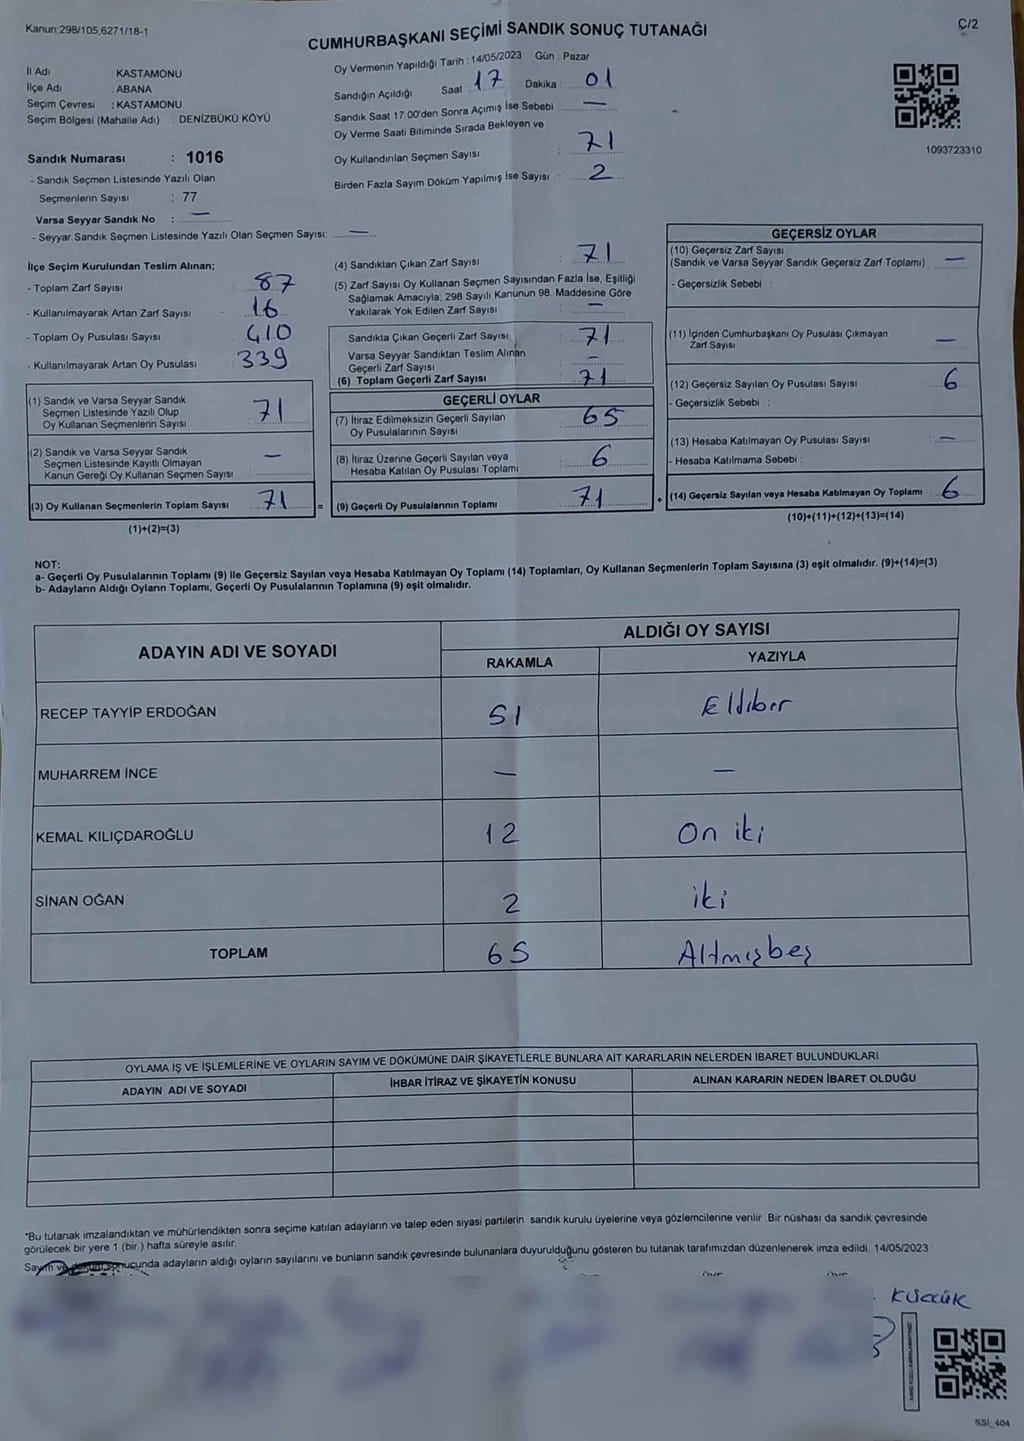 Kanun:298/105,6271/18-1
CUMHURBAŞKANI SEÇİMİ SANDIK SONUÇ TUTANAĞI
Ç/2
İl Adı KASTAMONU
İlçe Adı : ABANA
Seçim Çevresi : KASTAMONU
Seçim Bölgesi (Mahalle Adı) DENİZBÜKÜ KÖYÜ
Sandık Numarası : 1016
- Sandık Seçmen Listesinde Yazılı Olan
Seçmenlerin Sayısı : 77
Varsa Seyyar Sandık No : —
- Seyyar Sandık Seçmen Listesinde Yazılı Olan Seçmen Sayısı: —
Oy Vermenin Yapıldığı Tarih : 14/05/2023 Gün : Pazar
Sandığın Açıldığı Saat 17 Dakika : 01
Sandık Saat 17:00'den Sonra Açımış İse Sebebi —
Oy Verme Saati Bitiminde Sırada Bekleyen ve
Oy Kullandırılan Seçmen Sayısı : 71
Birden Fazla Sayım Döküm Yapılmış İse Sayısı : 2
1093723310
İlçe Seçim Kurulundan Teslim Alınan;
- Toplam Zarf Sayısı : 87
- Kullanılmayarak Artan Zarf Sayısı - 16
- Toplam Oy Pusulası Sayısı : 410
- Kullanılmayarak Artan Oy Pusulası : 339
(1) Sandık ve Varsa Seyyar Sandık
Seçmen Listesinde Yazılı Olup
Oy Kullanan Seçmenlerin Sayısı : 71
(2) Sandık ve Varsa Seyyar Sandık
Seçmen Listesinde Kayıtlı Olmayan
Kanun Gereği Oy Kullanan Seçmen Sayısı : —
(3) Oy Kullanan Seçmenlerin Toplam Sayısı : 71 =
(1)+(2)=(3)
(4) Sandıktan Çıkan Zarf Sayısı : 71
(5) Zarf Sayısı Oy Kullanan Seçmen Sayısından Fazla İse, Eşitliği
Sağlamak Amacıyla; 298 Sayılı Kanunun 98. Maddesine Göre
Yakılarak Yok Edilen Zarf Sayısı : —
Sandıkta Çıkan Geçerli Zarf Sayısı : 71
Varsa Seyyar Sandıktan Teslim Alınan
Geçerli Zarf Sayısı : —
(6) Toplam Geçerli Zarf Sayısı : 71
GEÇERLİ OYLAR
(7) İtiraz Edilmeksizin Geçerli Sayılan
Oy Pusulalarının Sayısı : 65
(8) İtiraz Üzerine Geçerli Sayılan veya
Hesaba Katılan Oy Pusulası Toplamı : 6
(9) Geçerli Oy Pusulalarının Toplamı : 71 +
GEÇERSİZ OYLAR
(10) Geçersiz Zarf Sayısı
(Sandık ve Varsa Seyyar Sandık Geçersiz Zarf Toplamı) : —
- Geçersizlik Sebebi :
(11) İçinden Cumhurbaşkanı Oy Pusulası Çıkmayan
Zarf Sayısı : —
(12) Geçersiz Sayılan Oy Pusulası Sayısı : 6
- Geçersizlik Sebebi :
(13) Hesaba Katılmayan Oy Pusulası Sayısı : —
- Hesaba Katılmama Sebebi :
(14) Geçersiz Sayılan veya Hesaba Katılmayan Oy Toplamı : 6
(10)+(11)+(12)+(13)=(14)
NOT:
a- Geçerli Oy Pusulalarının Toplamı (9) ile Geçersiz Sayılan veya Hesaba Katılmayan Oy Toplamı (14) Toplamları, Oy Kullanan Seçmenlerin Toplam Sayısına (3) eşit olmalıdır. (9)+(14)=(3)
b- Adayların Aldığı Oyların Toplamı, Geçerli Oy Pusulalarının Toplamına (9) eşit olmalıdır.
ADAYIN ADI VE SOYADI
ALDIĞI OY SAYISI
RAKAMLA YAZIYLA
RECEP TAYYİP ERDOĞAN 51 Ellibir
MUHARREM İNCE — —
KEMAL KILIÇDAROĞLU 12 On iki
SİNAN OĞAN 2 iki
TOPLAM 65 Altmışbeş
OYLAMA İŞ VE İŞLEMLERİNE VE OYLARIN SAYIM VE DÖKÜMÜNE DAİR ŞİKAYETLERLE BUNLARA AİT KARARLARIN NELERDEN İBARET BULUNDUKLARI
ADAYIN ADI VE SOYADI İHBAR İTİRAZ VE ŞİKAYETİN KONUSU ALINAN KARARIN NEDEN İBARET OLDUĞU
*Bu tutanak imzalandıktan ve mühürlendikten sonra seçime katılan adayların ve talep eden siyasi partilerin sandık kurulu üyelerine veya gözlemcilerine verilir. Bir nüshası da sandık çevresinde
görülecek bir yere 1 (bir) hafta süreyle asılır.
Sayım ve döküm sonucunda adayların aldığı oyların sayılarını ve bunların sandık çevresinde bulunanlara duyurulduğunu gösteren bu tutanak tarafımızdan düzenlenerek imza edildi. 14/05/2023
KÜÇÜK
SSI_404